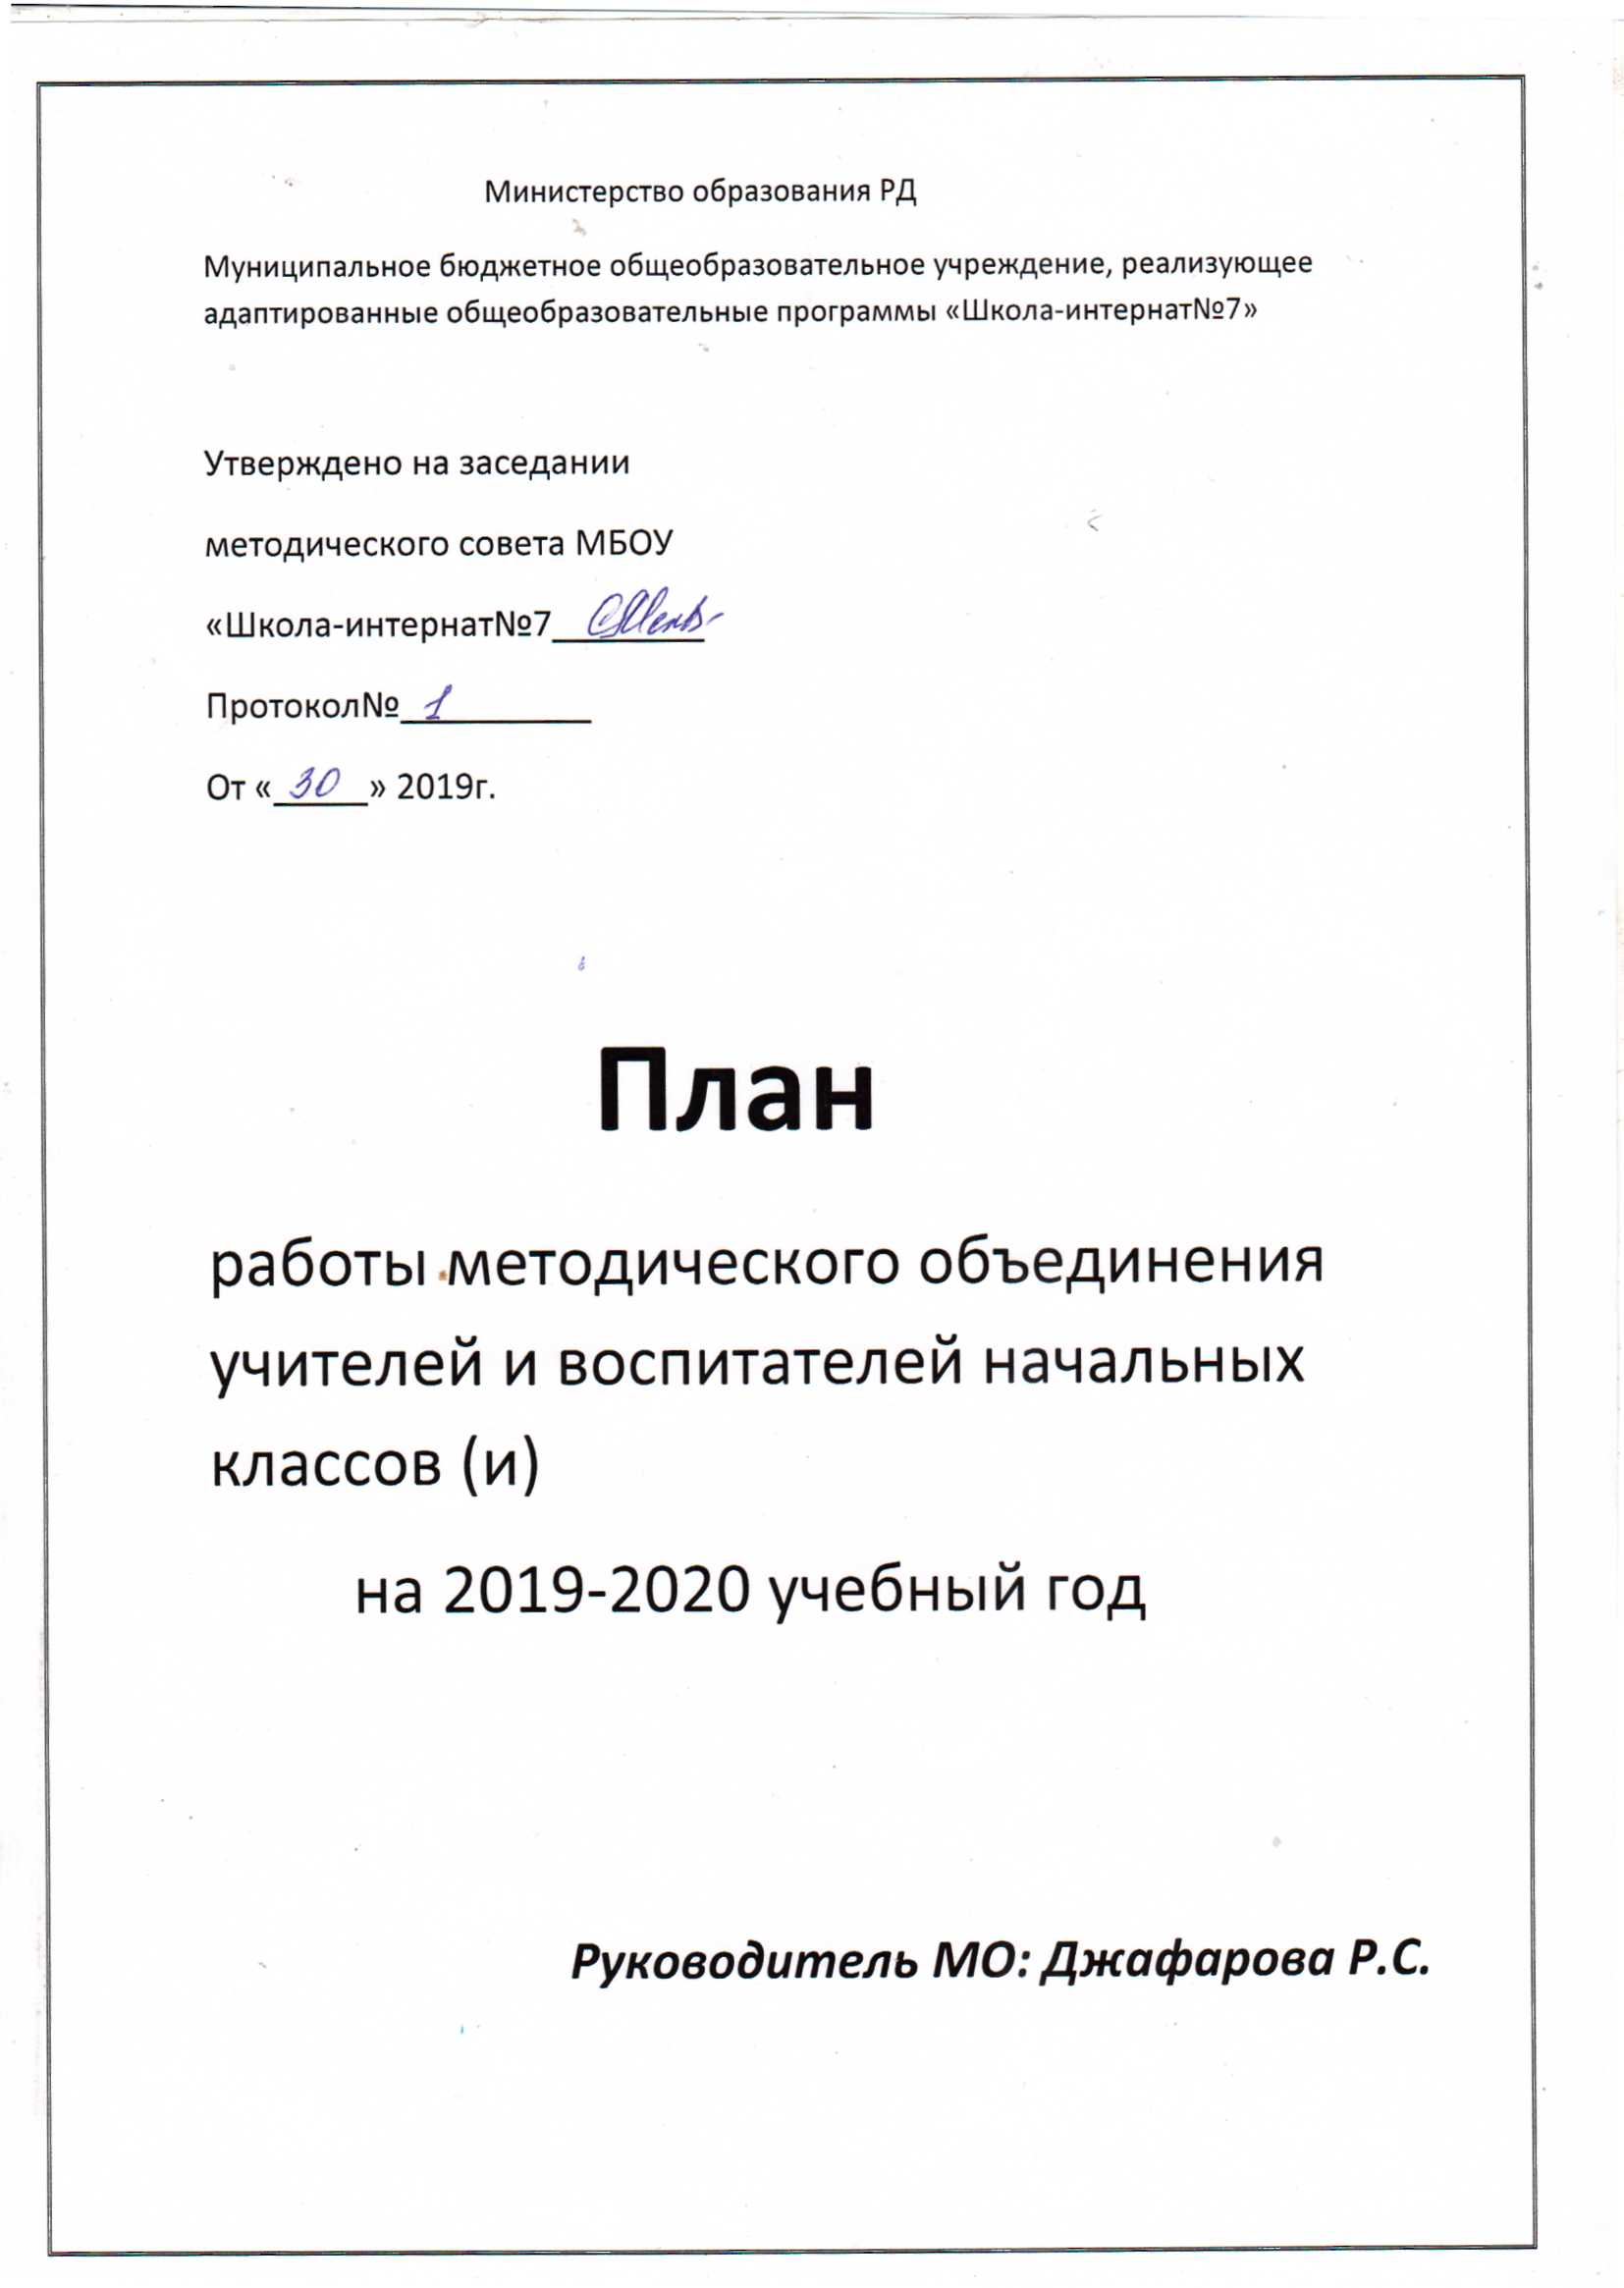 Министерство образования РД
Муниципальное бюджетное общеобразовательное учреждение, реализующее
адаптированные общеобразовательные программы «Школа-интернат№7»
Утверждено на заседании
методического совета МБОУ
«Школа-интернат№7__________
Протокол№ 1
От «30» 2019г.
План
работы методического объединения
учителей и воспитателей начальных
классов (и)
на 2019-2020 учебный год
Руководитель МО: Джафарова Р.С.